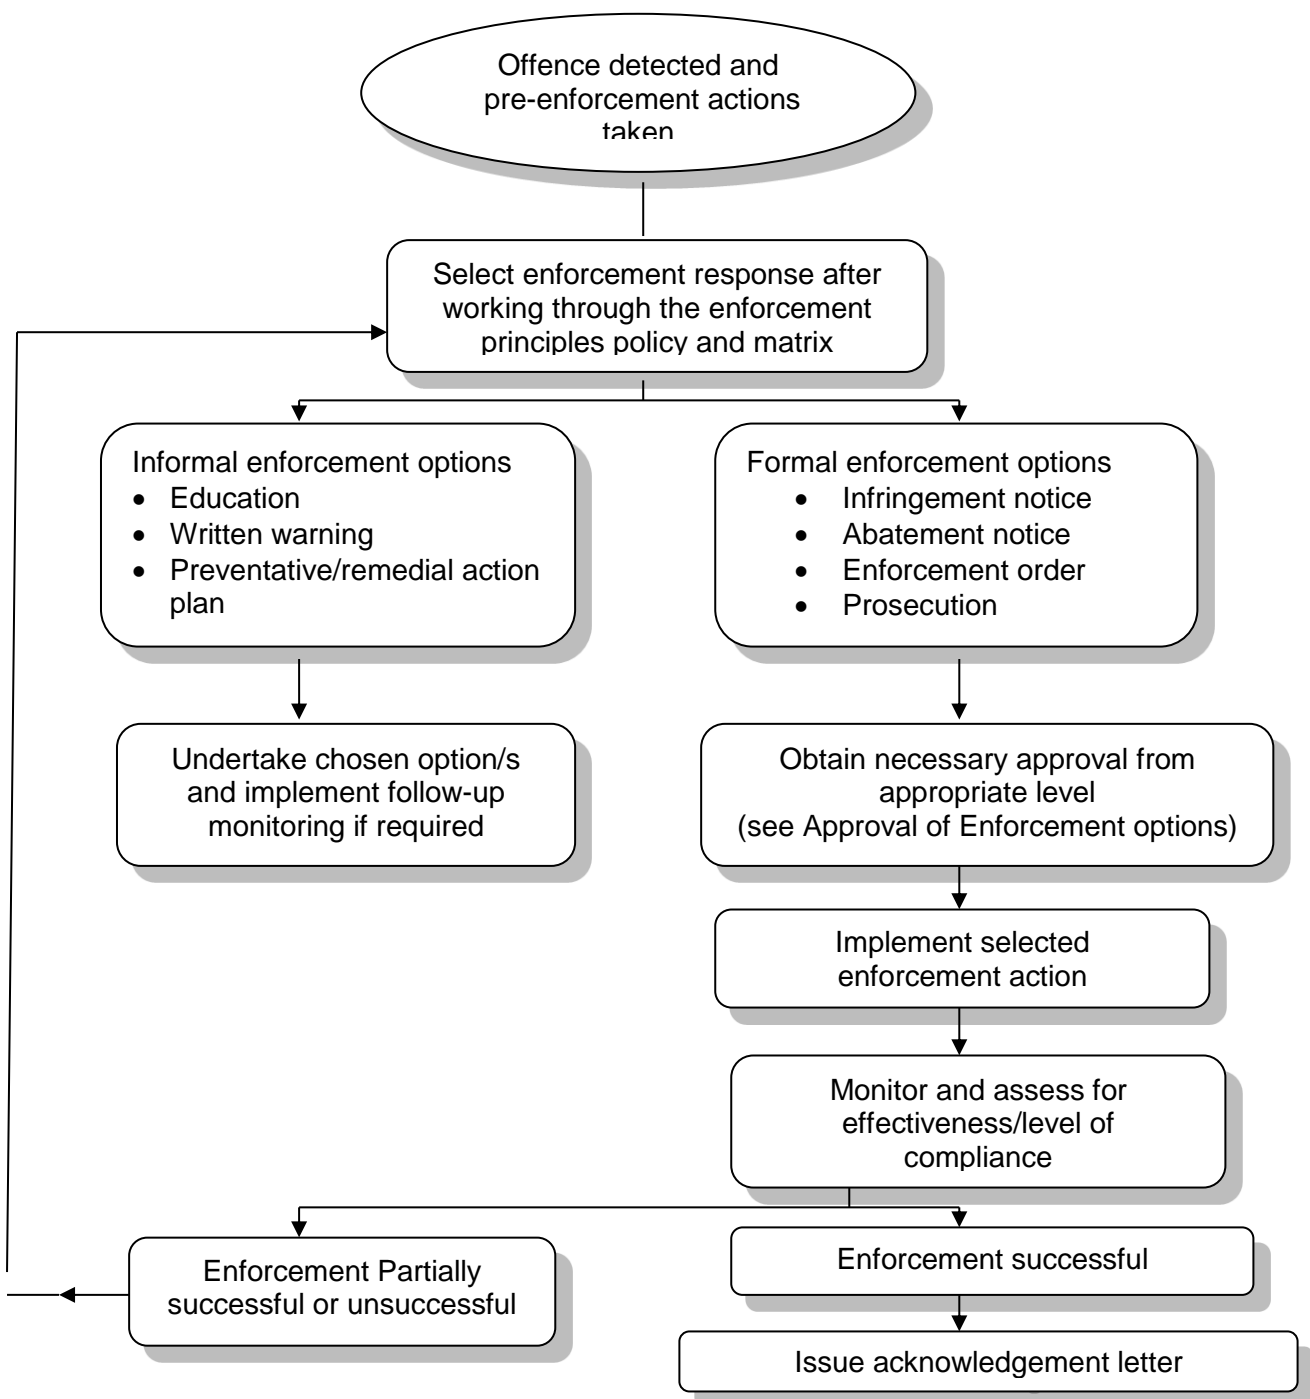 Offence detected and
pre-enforcement actions
taken
Select enforcement response after
working through the enforcement
principles policy and matrix
Informal enforcement options
• Education
• Written warning
• Preventative/remedial action
plan
Formal enforcement options
• Infringement notice
• Abatement notice
• Enforcement order
• Prosecution
Undertake chosen option/s
and implement follow-up
monitoring if required
Obtain necessary approval from
appropriate level
(see Approval of Enforcement options)
Implement selected
enforcement action
Monitor and assess for
effectiveness/level of
compliance
Enforcement Partially
successful or unsuccessful
Enforcement successful
Issue acknowledgement letter